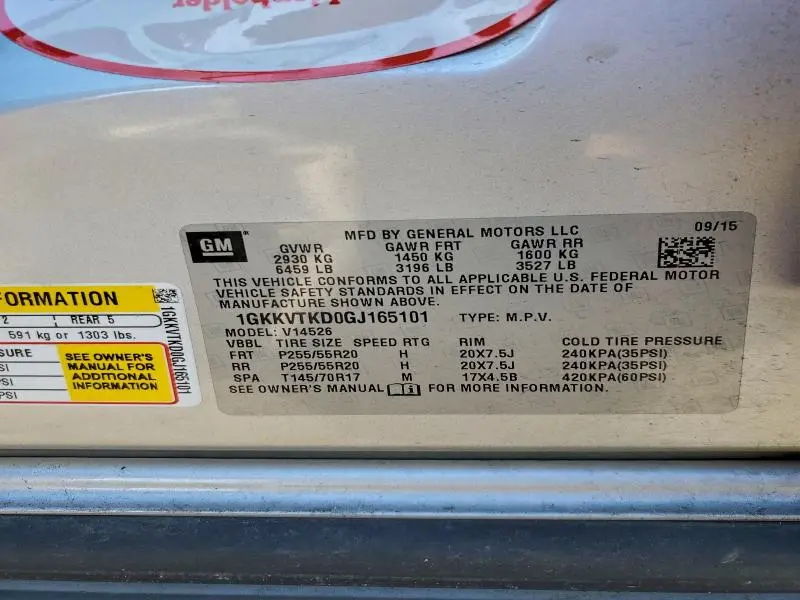 MFD BY GENERAL MOTORS LLC 09/15
GM
GVWR GAWR FRT GAWR RR
2930 KG 1450 KG 1600 KG
6459 LB 3196 LB 3527 LB
THIS VEHICLE CONFORMS TO ALL APPLICABLE U.S. FEDERAL MOTOR
VEHICLE SAFETY STANDARDS IN EFFECT ON THE DATE OF
MANUFACTURE SHOWN ABOVE.
1GKKVTKD0GJ165101 TYPE: M.P.V.
MODEL: V14526
VBBL TIRE SIZE SPEED RTG RIM COLD TIRE PRESSURE
FRT P255/55R20 H 20X7.5J 240KPA(35PSI)
RR P255/55R20 H 20X7.5J 240KPA(35PSI)
SPA T145/70R17 M 17X4.5B 420KPA(60PSI)
SEE OWNER'S MANUAL FOR MORE INFORMATION.
FORMATION
2 REAR 5
591 kg or 1303 lbs.
SURE
SEE OWNER'S
MANUAL FOR
ADDITIONAL
INFORMATION
PSI
PSI
1GKKVTKD0GJ165101